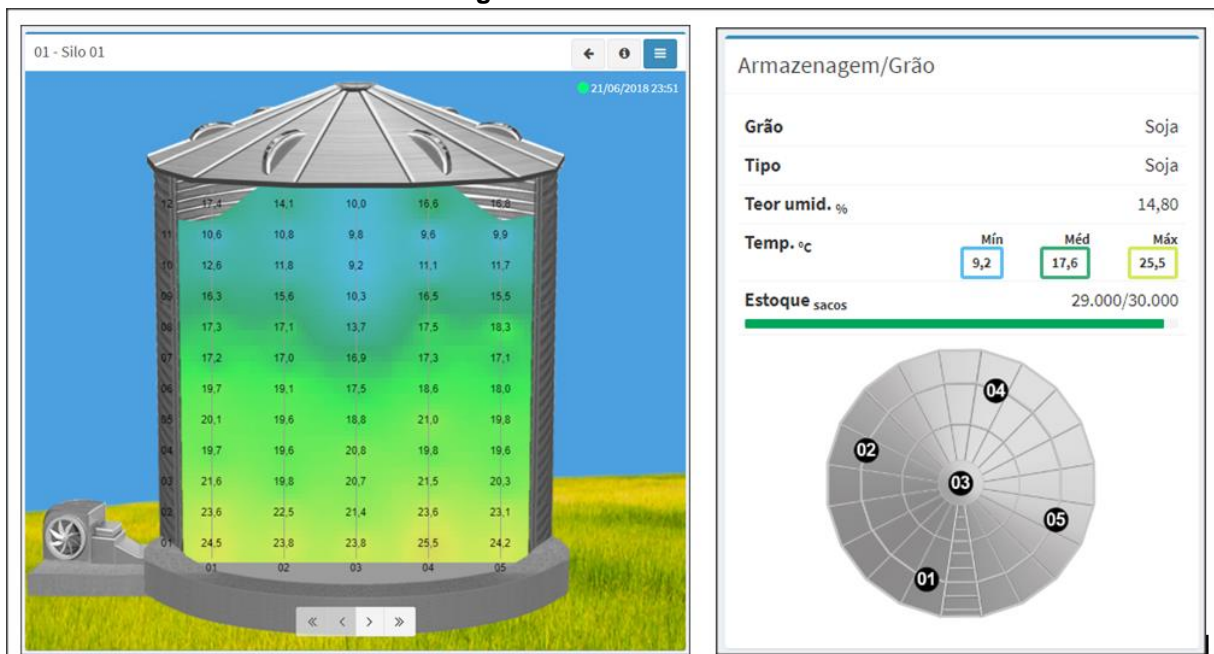 01 - Silo 01
21/06/2018 23:51
12 17,4 14,1 10,0 16,6 16,8
11 10,6 10,8 9,8 9,6 9,9
10 12,6 11,8 9,2 11,1 11,7
09 16,3 15,6 10,3 16,5 15,5
08 17,3 17,1 13,7 17,5 18,3
07 17,2 17,0 16,9 17,3 17,1
06 19,7 19,1 17,5 18,6 18,0
05 20,1 19,6 18,8 21,0 19,8
04 19,7 19,6 20,8 19,8 19,6
03 21,6 19,8 20,7 21,5 20,3
02 23,6 22,5 21,4 23,6 23,1
01 24,5 23,8 23,8 25,5 24,2
01 02 03 04 05
Armazenagem/Grão
Grão Soja
Tipo Soja
Teor umid. % 14,80
Mín Méd Máx
Temp. ºC 9,2 17,6 25,5
Estoque sacos 29.000/30.000
04
02
03
05
01